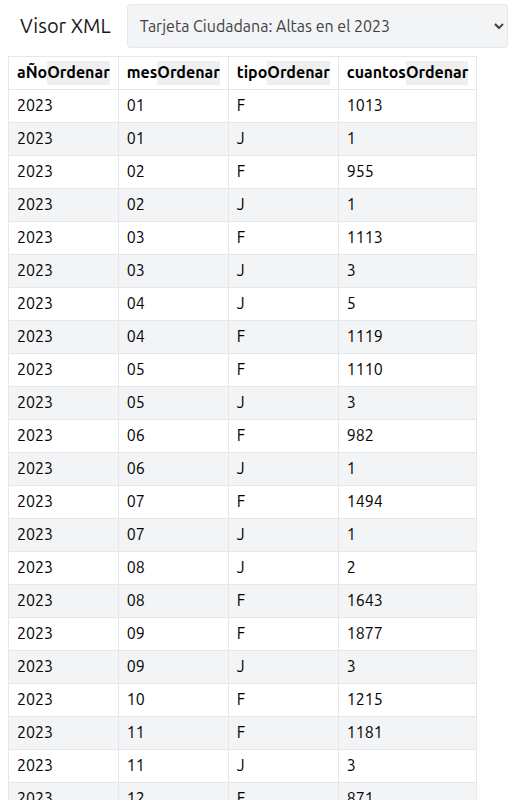 Visor XML Tarjeta Ciudadana: Altas en el 2023
aÑoOrdenar mesOrdenar tipoOrdenar cuantosOrdenar
2023 01 F 1013
2023 01 J 1
2023 02 F 955
2023 02 J 1
2023 03 F 1113
2023 03 J 3
2023 04 J 5
2023 04 F 1119
2023 05 F 1110
2023 05 J 3
2023 06 F 982
2023 06 J 1
2023 07 F 1494
2023 07 J 1
2023 08 J 2
2023 08 F 1643
2023 09 F 1877
2023 09 J 3
2023 10 F 1215
2023 11 F 1181
2023 11 J 3
2023 12 F 871